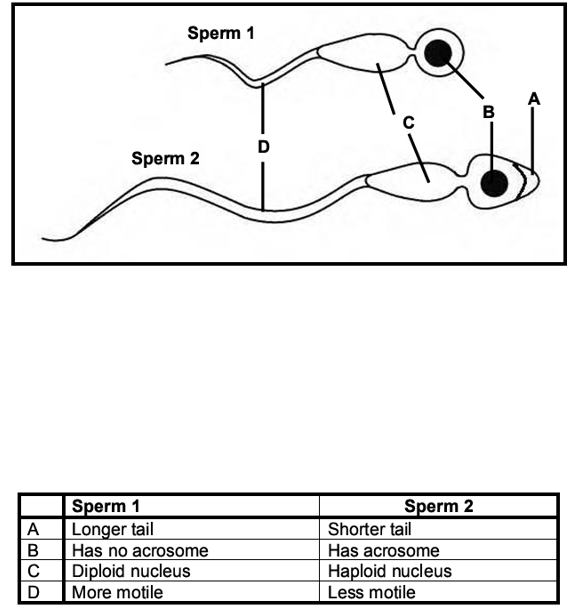 Sperm 1
A
B
C
D
Sperm 2
Sperm 1 Sperm 2
A Longer tail Shorter tail
B Has no acrosome Has acrosome
C Diploid nucleus Haploid nucleus
D More motile Less motile